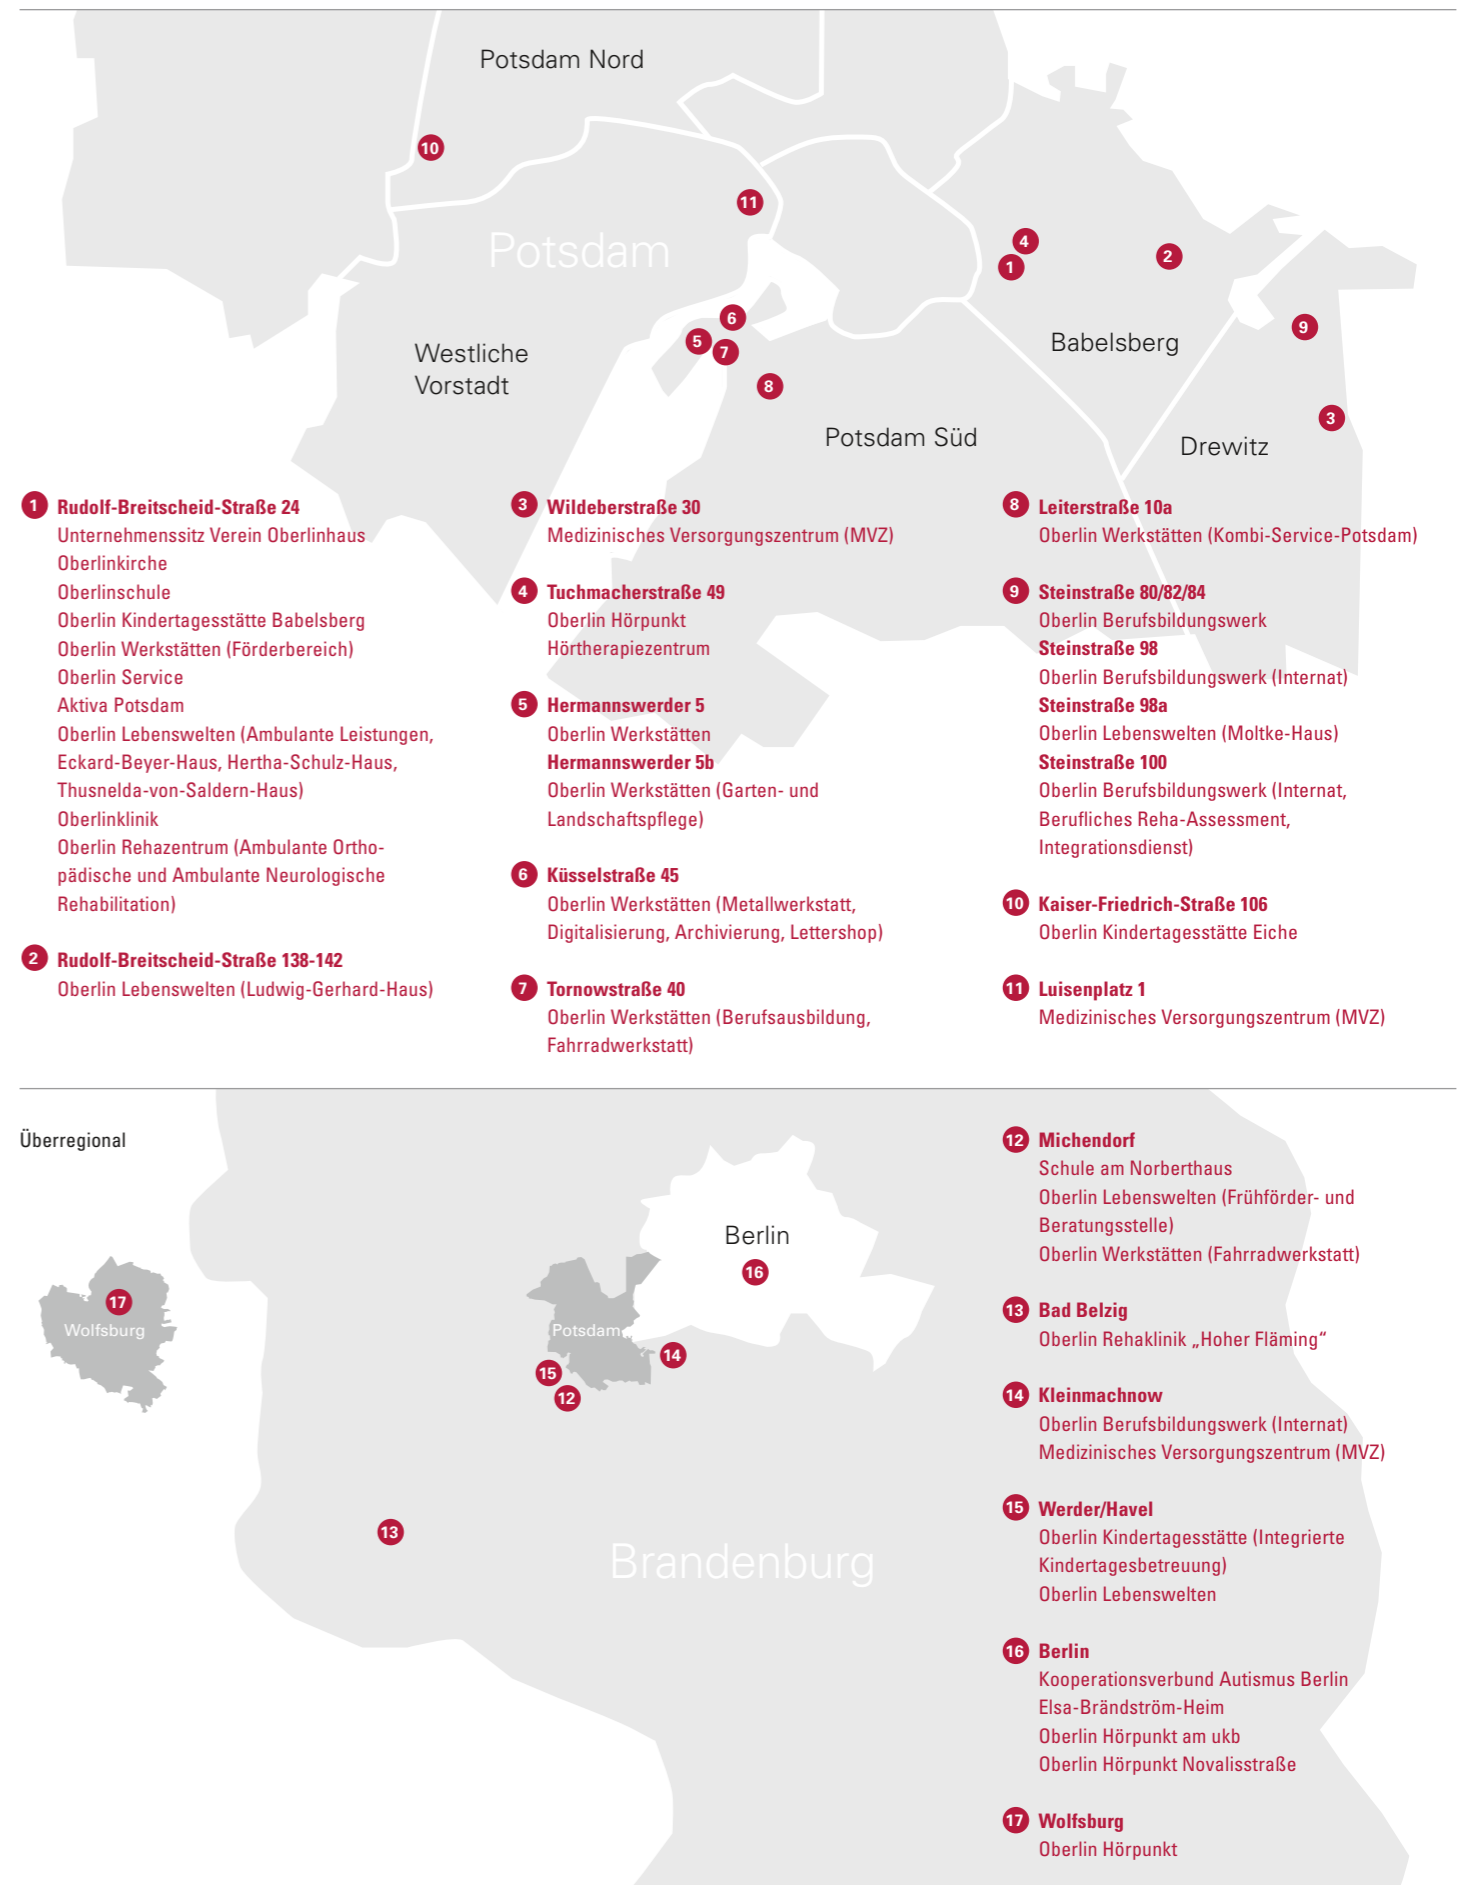 Potsdam Nord
10
11
Potsdam
4
1
2
6
5
7
9
Westliche
Vorstadt
Babelsberg
8
3
Potsdam Süd
Drewitz
1 Rudolf-Breitscheid-Straße 24
Unternehmenssitz Verein Oberlinhaus
Oberlinkirche
Oberlinschule
Oberlin Kindertagesstätte Babelsberg
Oberlin Werkstätten (Förderbereich)
Oberlin Service
Aktiva Potsdam
Oberlin Lebenswelten (Ambulante Leistungen,
Eckard-Beyer-Haus, Hertha-Schulz-Haus,
Thusnelda-von-Saldern-Haus)
Oberlinklinik
Oberlin Rehazentrum (Ambulante Ortho-
pädische und Ambulante Neurologische
Rehabilitation)
2 Rudolf-Breitscheid-Straße 138-142
Oberlin Lebenswelten (Ludwig-Gerhard-Haus)
3 Wildeberstraße 30
Medizinisches Versorgungszentrum (MVZ)
4 Tuchmacherstraße 49
Oberlin Hörpunkt
Hörtherapiezentrum
5 Hermannswerder 5
Oberlin Werkstätten
Hermannswerder 5b
Oberlin Werkstätten (Garten- und
Landschaftspflege)
6 Küsselstraße 45
Oberlin Werkstätten (Metallwerkstatt,
Digitalisierung, Archivierung, Lettershop)
7 Tornowstraße 40
Oberlin Werkstätten (Berufsausbildung,
Fahrradwerkstatt)
8 Leiterstraße 10a
Oberlin Werkstätten (Kombi-Service-Potsdam)
9 Steinstraße 80/82/84
Oberlin Berufsbildungswerk
Steinstraße 98
Oberlin Berufsbildungswerk (Internat)
Steinstraße 98a
Oberlin Lebenswelten (Moltke-Haus)
Steinstraße 100
Oberlin Berufsbildungswerk (Internat,
Berufliches Reha-Assessment,
Integrationsdienst)
10 Kaiser-Friedrich-Straße 106
Oberlin Kindertagesstätte Eiche
11 Luisenplatz 1
Medizinisches Versorgungszentrum (MVZ)
Überregional
Berlin
16
17
Wolfsburg
Potsdam
14
15
12
13
Brandenburg
12 Michendorf
Schule am Norberthaus
Oberlin Lebenswelten (Frühförder- und
Beratungsstelle)
Oberlin Werkstätten (Fahrradwerkstatt)
13 Bad Belzig
Oberlin Rehaklinik „Hoher Fläming“
14 Kleinmachnow
Oberlin Berufsbildungswerk (Internat)
Medizinisches Versorgungszentrum (MVZ)
15 Werder/Havel
Oberlin Kindertagesstätte (Integrierte
Kindertagesbetreuung)
Oberlin Lebenswelten
16 Berlin
Kooperationsverbund Autismus Berlin
Elsa-Brändström-Heim
Oberlin Hörpunkt am ukb
Oberlin Hörpunkt Novalisstraße
17 Wolfsburg
Oberlin Hörpunkt